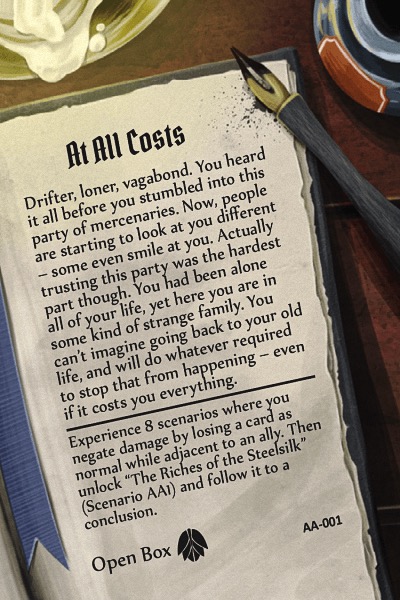 At All Costs
Drifter, loner, vagabond. You heard
it all before you stumbled into this
party of mercenaries. Now, people
are starting to look at you different
– some even smile at you. Actually
trusting this party was the hardest
part though. You had been alone
all of your life, yet here you are in
some kind of strange family. You
can't imagine going back to your old
life, and will do whatever required
to stop that from happening – even
if it costs you everything.
Experience 8 scenarios where you
negate damage by losing a card as
normal while adjacent to an ally. Then
unlock “The Riches of the Steelsilk”
(Scenario AA1) and follow it to a
conclusion.
Open Box
AA-001